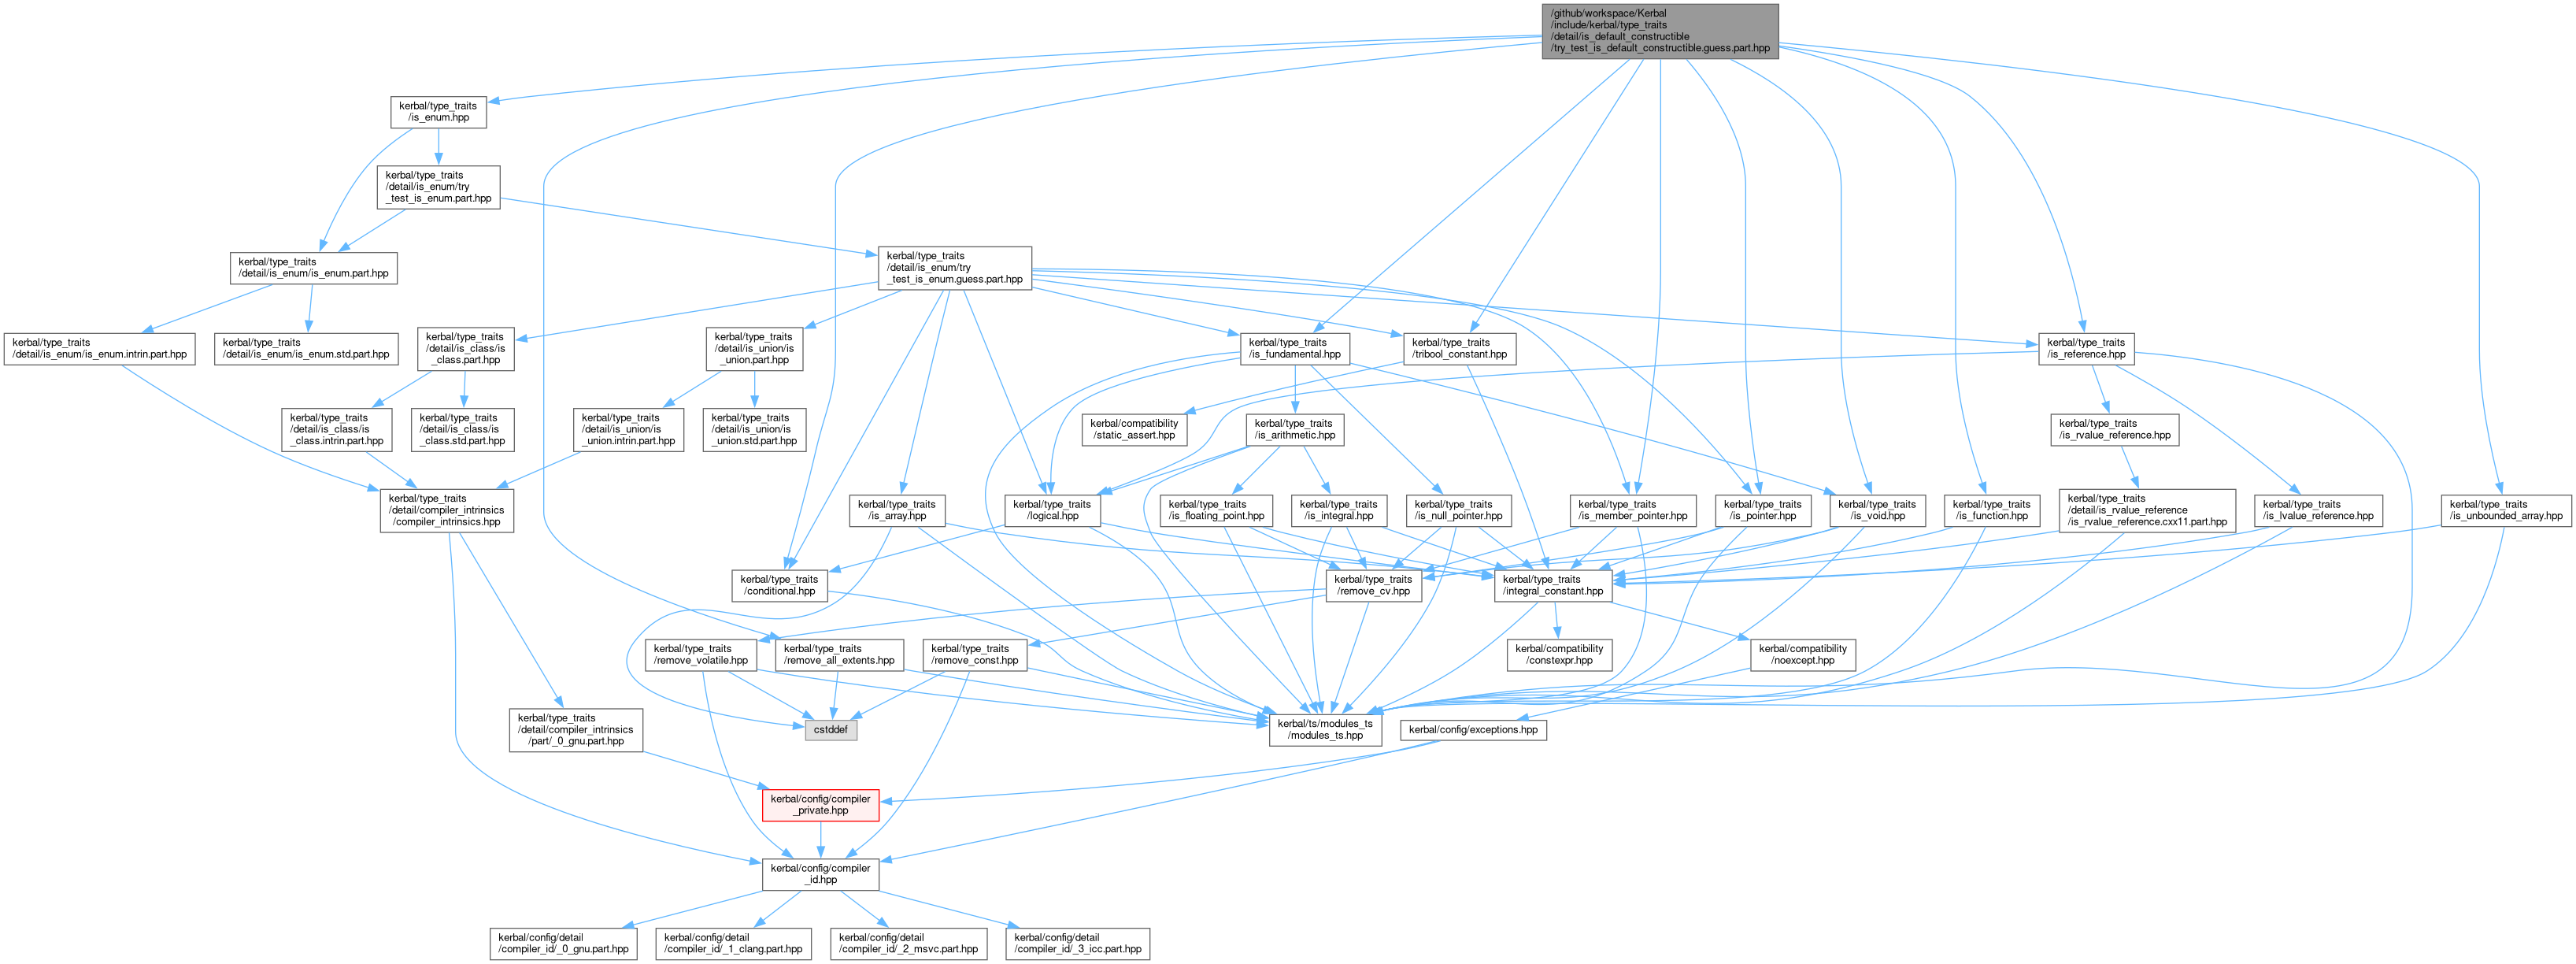 /github/workspace/Kerbal
/include/kerbal/type_traits
/detail/is_default_constructible
/try_test_is_default_constructible.guess.part.hpp
kerbal/type_traits
/is_enum.hpp
kerbal/type_traits
/detail/is_enum/try
_test_is_enum.part.hpp
kerbal/type_traits
/detail/is_enum/is_enum.part.hpp
kerbal/type_traits
/detail/is_enum/try
_test_is_enum.guess.part.hpp
kerbal/type_traits
/detail/is_enum/is_enum.intrin.part.hpp
kerbal/type_traits
/detail/is_enum/is_enum.std.part.hpp
kerbal/type_traits
/detail/is_class/is
_class.part.hpp
kerbal/type_traits
/detail/is_union/is
_union.part.hpp
kerbal/type_traits
/is_fundamental.hpp
kerbal/type_traits
/tribool_constant.hpp
kerbal/type_traits
/is_reference.hpp
kerbal/type_traits
/detail/is_class/is
_class.intrin.part.hpp
kerbal/type_traits
/detail/is_class/is
_class.std.part.hpp
kerbal/type_traits
/detail/is_union/is
_union.intrin.part.hpp
kerbal/type_traits
/detail/is_union/is
_union.std.part.hpp
kerbal/compatibility
/static_assert.hpp
kerbal/type_traits
/is_arithmetic.hpp
kerbal/type_traits
/is_rvalue_reference.hpp
kerbal/type_traits
/detail/compiler_intrinsics
/compiler_intrinsics.hpp
kerbal/type_traits
/is_array.hpp
kerbal/type_traits
/logical.hpp
kerbal/type_traits
/is_floating_point.hpp
kerbal/type_traits
/is_integral.hpp
kerbal/type_traits
/is_null_pointer.hpp
kerbal/type_traits
/is_member_pointer.hpp
kerbal/type_traits
/is_pointer.hpp
kerbal/type_traits
/is_void.hpp
kerbal/type_traits
/is_function.hpp
kerbal/type_traits
/detail/is_rvalue_reference
/is_rvalue_reference.cxx11.part.hpp
kerbal/type_traits
/is_lvalue_reference.hpp
kerbal/type_traits
/is_unbounded_array.hpp
kerbal/type_traits
/conditional.hpp
kerbal/type_traits
/remove_cv.hpp
kerbal/type_traits
/integral_constant.hpp
kerbal/type_traits
/remove_volatile.hpp
kerbal/type_traits
/remove_all_extents.hpp
kerbal/type_traits
/remove_const.hpp
kerbal/compatibility
/constexpr.hpp
kerbal/compatibility
/noexcept.hpp
kerbal/type_traits
/detail/compiler_intrinsics
/part/_0_gnu.part.hpp
cstddef
kerbal/ts/modules_ts
/modules_ts.hpp
kerbal/config/exceptions.hpp
kerbal/config/compiler
_private.hpp
kerbal/config/compiler
_id.hpp
kerbal/config/detail
/compiler_id/_0_gnu.part.hpp
kerbal/config/detail
/compiler_id/_1_clang.part.hpp
kerbal/config/detail
/compiler_id/_2_msvc.part.hpp
kerbal/config/detail
/compiler_id/_3_icc.part.hpp